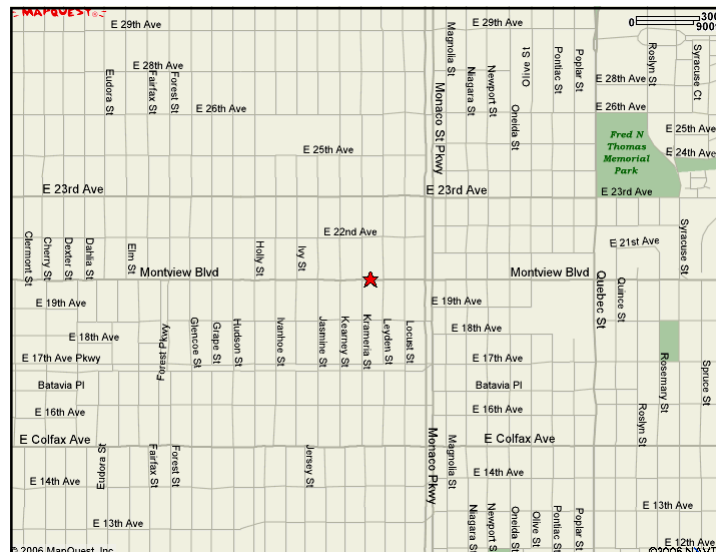 MAPQUEST
E 29th Ave
E 29th Ave
0
300
900
E 28th Ave
E 28th Ave
Eudora St
Fairfax St
Forest St
Magnolia St
Niagara St
Newport St
Olive St
Pontiac St
Poplar St
Roslyn St
Syracuse Ct
E 26th Ave
E 26th Ave
Monaco St Pkwy
Oneida St
E 25th Ave
E 25th Ave
E 24th Ave
Fred N
Thomas
Memorial
Park
E 23rd Ave
E 23rd Ave
E 23rd Ave
E 22nd Ave
E 21st Ave
Clermont St
Cherry St
Dexter St
Dahlia St
Elm St
Holly St
Ivy St
Syracuse St
Montview Blvd
Montview Blvd
Quebec St
Quince St
E 19th Ave
E 19th Ave
E 18th Ave
E 18th Ave
Forest Pkwy
Glencoe St
Grape St
Hudson St
Ivanhoe St
Jasmine St
Kearney St
Krameria St
Leyden St
Locust St
E 17th Ave Pkwy
E 17th Ave
Rosemary St
Spruce St
Batavia Pl
Batavia Pl
E 16th Ave
E 16th Ave
Roslyn St
E Colfax Ave
E Colfax Ave
Eudora St
Fairfax St
Forest St
Jersey St
Monaco Pkwy
Magnolia St
E 14th Ave
E 14th Ave
E 13th Ave
E 13th Ave
Niagara St
Newport St
Oneida St
Olive St
Pontiac St
Poplar St
E 12th Ave
© 2006 MapQuest, Inc.